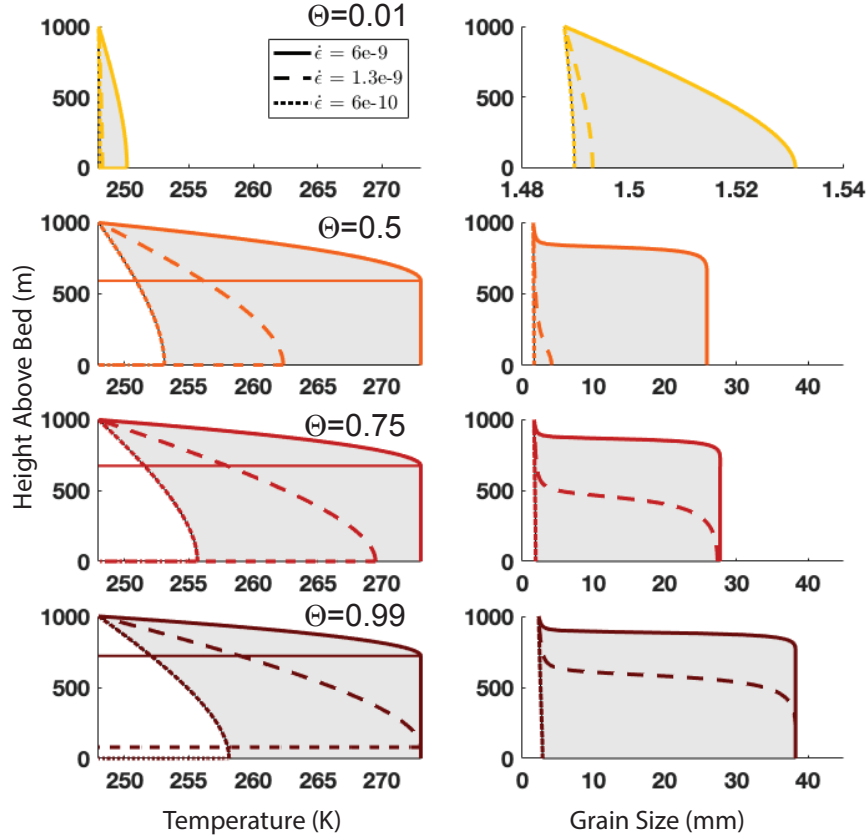 Θ=0.01
1000
500
0
250 255 260 265 270
ε̇ = 6e-9
ε̇ = 1.3e-9
ε̇ = 6e-10
1000
500
0
1.48 1.5 1.52 1.54
Θ=0.5
1000
500
0
250 255 260 265 270
1000
500
0
0 10 20 30 40
Θ=0.75
1000
500
0
250 255 260 265 270
1000
500
0
0 10 20 30 40
Θ=0.99
1000
500
0
250 255 260 265 270
1000
500
0
0 10 20 30 40
Height Above Bed (m)
Temperature (K)
Grain Size (mm)